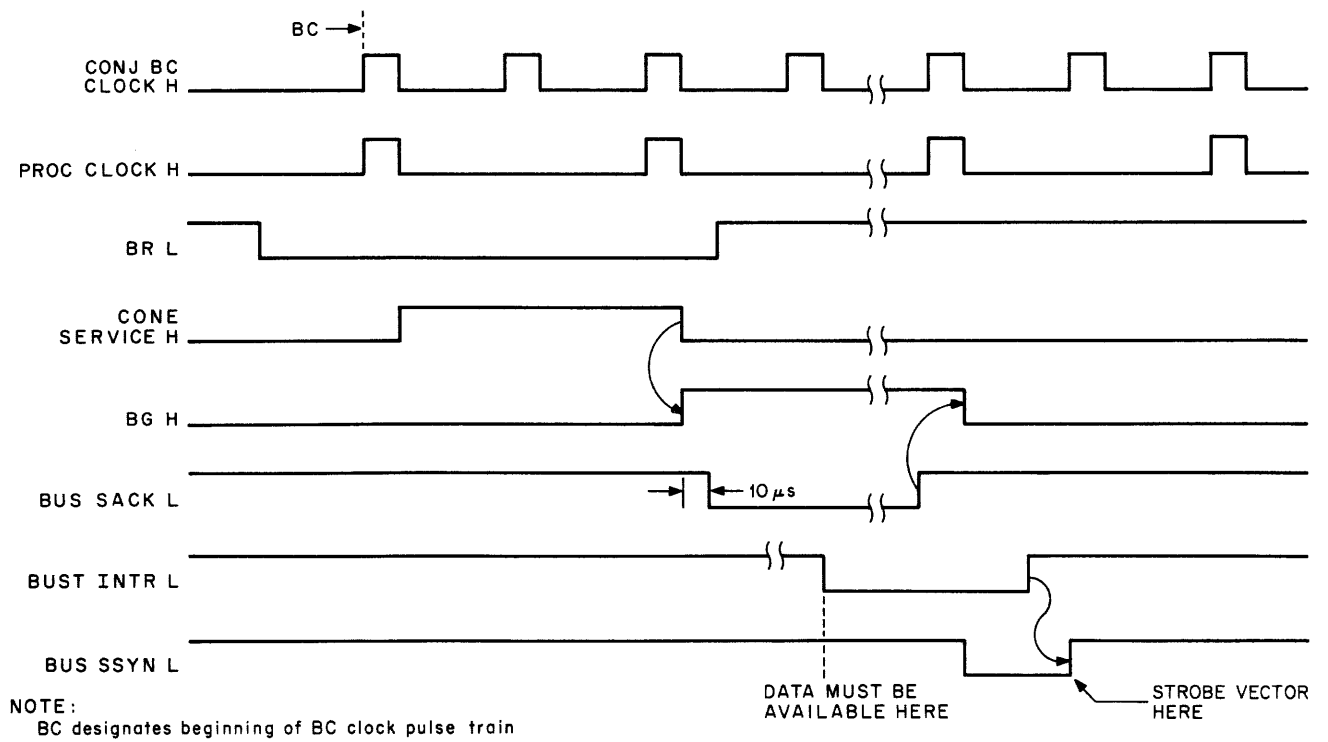 BC
CONJ BC
CLOCK H
PROC CLOCK H
BR L
CONE
SERVICE H
BG H
BUS SACK L
10 µs
BUST INTR L
BUS SSYN L
DATA MUST BE
AVAILABLE HERE
STROBE VECTOR
HERE
NOTE:
BC designates beginning of BC clock pulse train